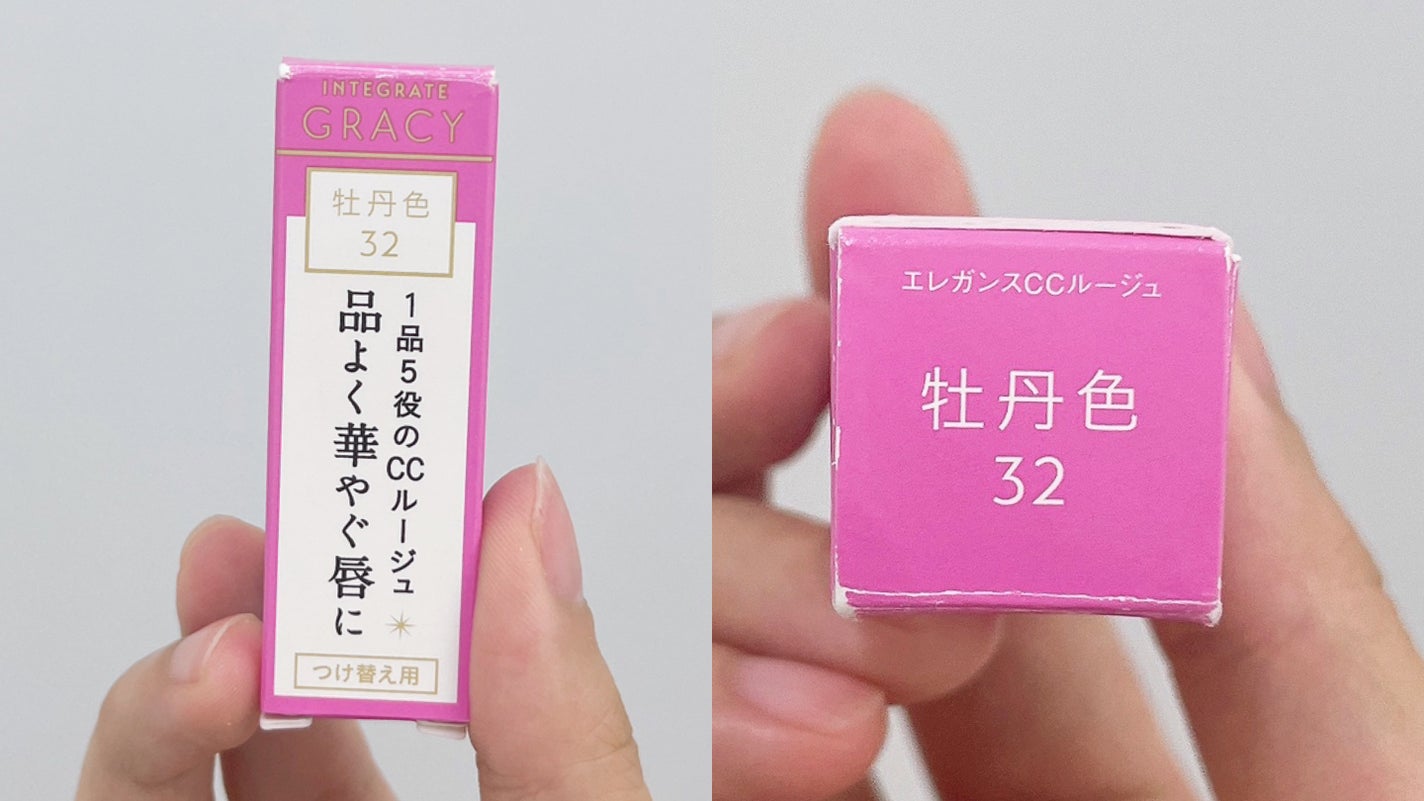 INTEGRATE
GRACY
牡丹色
32
1品5役のCCルージュ
品よく華やぐ唇に
つけ替え用
エレガンスCCルージュ
牡丹色
32